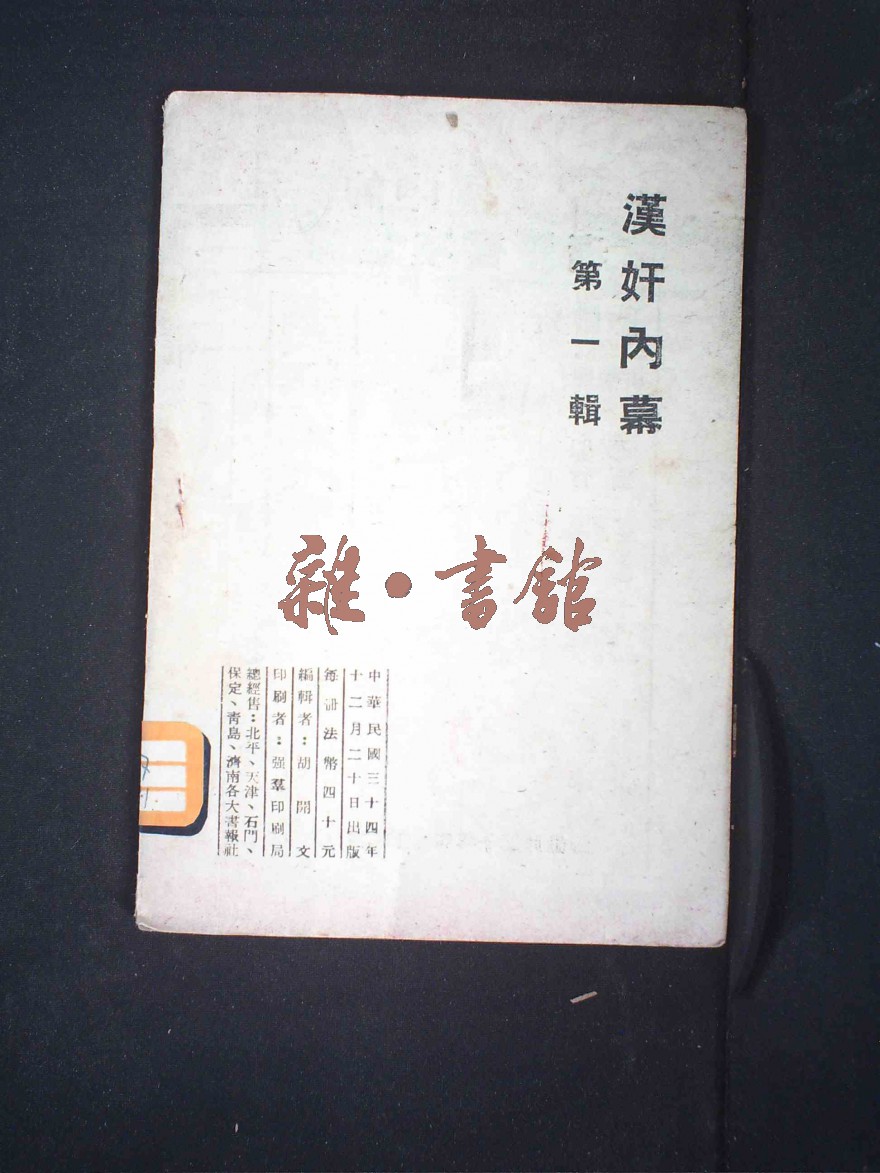 漢奸內幕
第一輯
雜·書館
中華民國三十四年
十二月二十日出版
每冊法幣四十元
編輯者：胡開文
印刷者：强羣印刷局
總經售：北平、天津、石門、
保定、靑島、濟南各大書報社